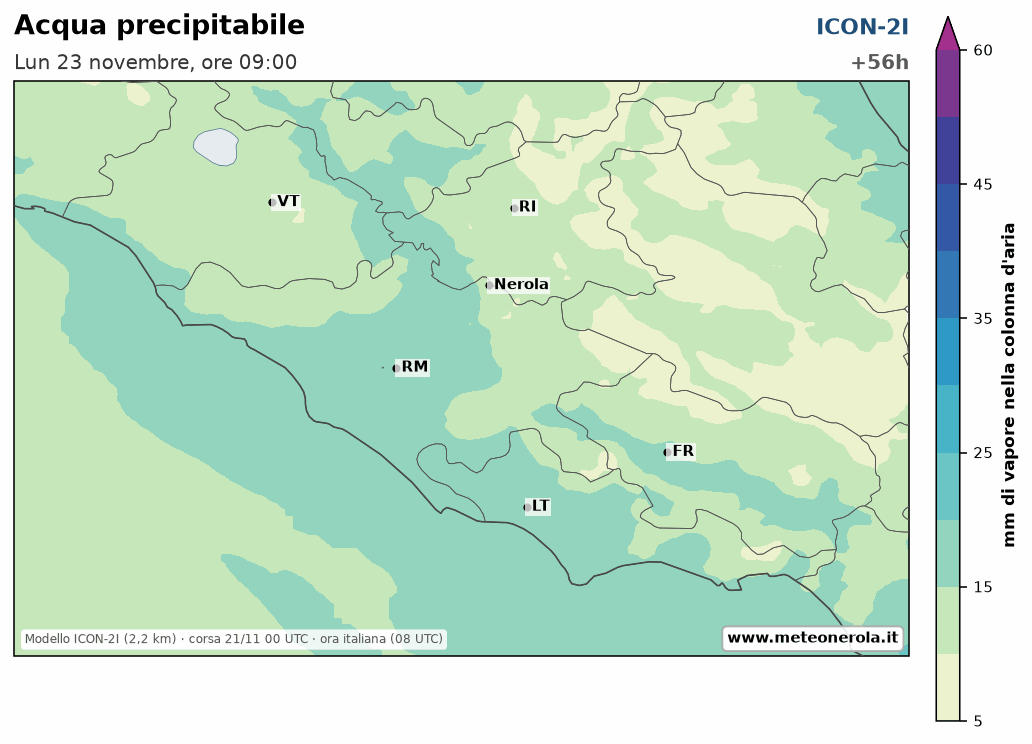 Acqua precipitabile
ICON-2I
Lun 23 novembre, ore 09:00
+56h
60
45
35
25
15
5
mm di vapore nella colonna d'aria
VT
RI
Nerola
RM
FR
LT
Modello ICON-2I (2,2 km) · corsa 21/11 00 UTC · ora italiana (08 UTC)
www.meteonerola.it